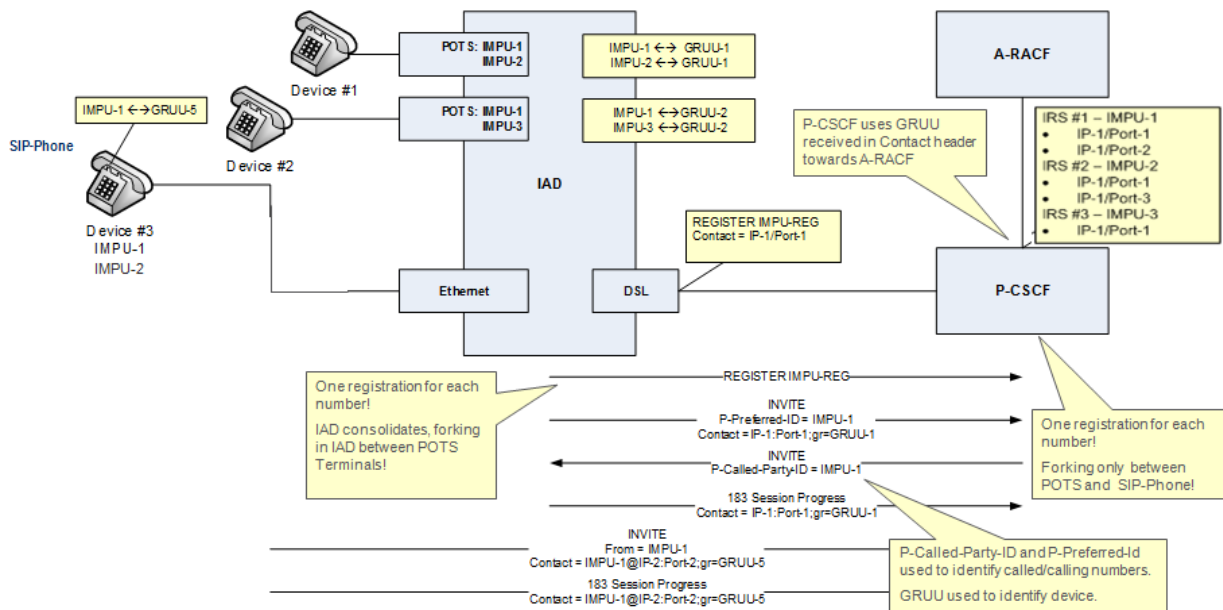 POTS: IMPU-1
IMPU-2
Device #1
IMPU-1 ←→ GRUU-1
IMPU-2 ←→ GRUU-1
A-RACF
IMPU-1 ←→GRUU-5
SIP-Phone
POTS: IMPU-1
IMPU-3
Device #2
IMPU-1 ←→GRUU-2
IMPU-3 ←→GRUU-2
P-CSCF uses GRUU
received in Contact header
towards A-RACF
IRS #1 – IMPU-1
• IP-1/Port-1
• IP-1/Port-2
IRS #2 – IMPU-2
• IP-1/Port-1
• IP-1/Port-3
IRS #3 – IMPU-3
• IP-1/Port-1
IAD
Device #3
IMPU-1
IMPU-2
REGISTER IMPU-REG
Contact = IP-1/Port-1
Ethernet
DSL
P-CSCF
One registration for each
number!
IAD consolidates, forking
in IAD between POTS
Terminals!
REGISTER IMPU-REG
INVITE
P-Preferred-ID = IMPU-1
Contact = IP-1:Port-1;gr=GRUU-1
INVITE
P-Called-Party-ID = IMPU-1
183 Session Progress
Contact = IP-1:Port-1;gr=GRUU-1
One registration for each
number!
Forking only between
POTS and SIP-Phone!
INVITE
From = IMPU-1
Contact = IMPU-1@IP-2:Port-2;gr=GRUU-5
183 Session Progress
Contact = IMPU-1@IP-2:Port-2;gr=GRUU-5
P-Called-Party-ID and P-Preferred-Id
used to identify called/calling numbers.
GRUU used to identify device.